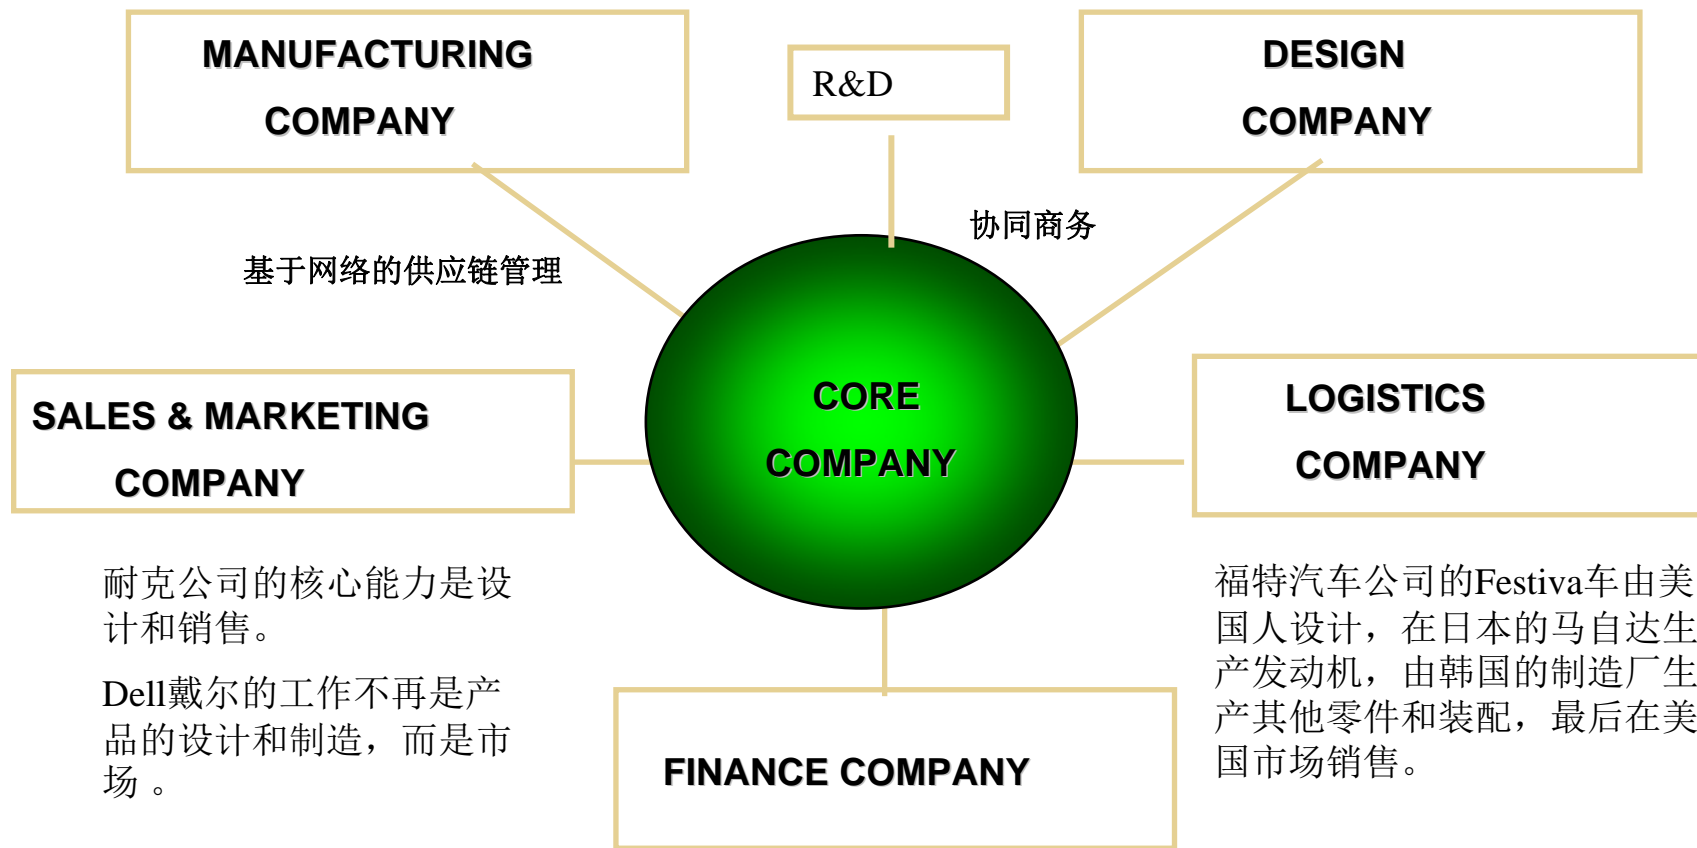 MANUFACTURING
COMPANY
R&D
DESIGN
COMPANY
协同商务
基于网络的供应链管理
CORE
COMPANY
SALES & MARKETING
COMPANY
LOGISTICS
COMPANY
耐克公司的核心能力是设
计和销售。
Dell戴尔的工作不再是产
品的设计和制造，而是市
场 。
福特汽车公司的Festiva车由美
国人设计，在日本的马自达生
产发动机，由韩国的制造厂生
产其他零件和装配，最后在美
国市场销售。
FINANCE COMPANY